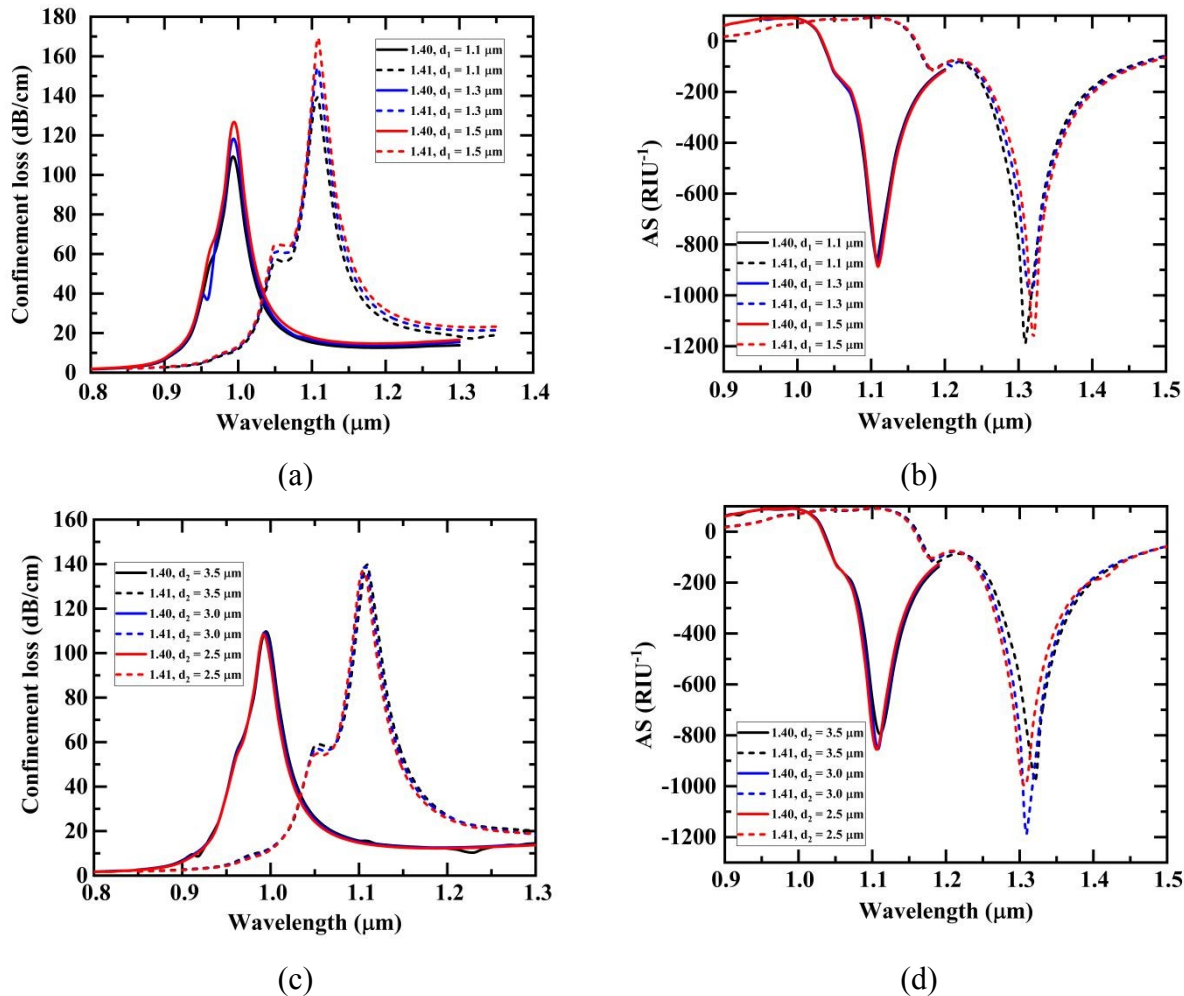 Confinement loss (dB/cm)
180
160
140
120
100
80
60
40
20
0
1.40, d₁ = 1.1 μm
1.41, d₁ = 1.1 μm
1.40, d₁ = 1.3 μm
1.41, d₁ = 1.3 μm
1.40, d₁ = 1.5 μm
1.41, d₁ = 1.5 μm
0.8 0.9 1.0 1.1 1.2 1.3 1.4
Wavelength (μm)
(a)
AS (RIU⁻¹)
0
-200
-400
-600
-800
-1000
-1200
1.40, d₁ = 1.1 μm
1.41, d₁ = 1.1 μm
1.40, d₁ = 1.3 μm
1.41, d₁ = 1.3 μm
1.40, d₁ = 1.5 μm
1.41, d₁ = 1.5 μm
0.9 1.0 1.1 1.2 1.3 1.4 1.5
Wavelength (μm)
(b)
Confinement loss (dB/cm)
160
140
120
100
80
60
40
20
0
1.40, d₂ = 3.5 μm
1.41, d₂ = 3.5 μm
1.40, d₂ = 3.0 μm
1.41, d₂ = 3.0 μm
1.40, d₂ = 2.5 μm
1.41, d₂ = 2.5 μm
0.8 0.9 1.0 1.1 1.2 1.3
Wavelength (μm)
(c)
AS (RIU⁻¹)
0
-200
-400
-600
-800
-1000
-1200
1.40, d₂ = 3.5 μm
1.41, d₂ = 3.5 μm
1.40, d₂ = 3.0 μm
1.41, d₂ = 3.0 μm
1.40, d₂ = 2.5 μm
1.41, d₂ = 2.5 μm
0.9 1.0 1.1 1.2 1.3 1.4 1.5
Wavelength (μm)
(d)